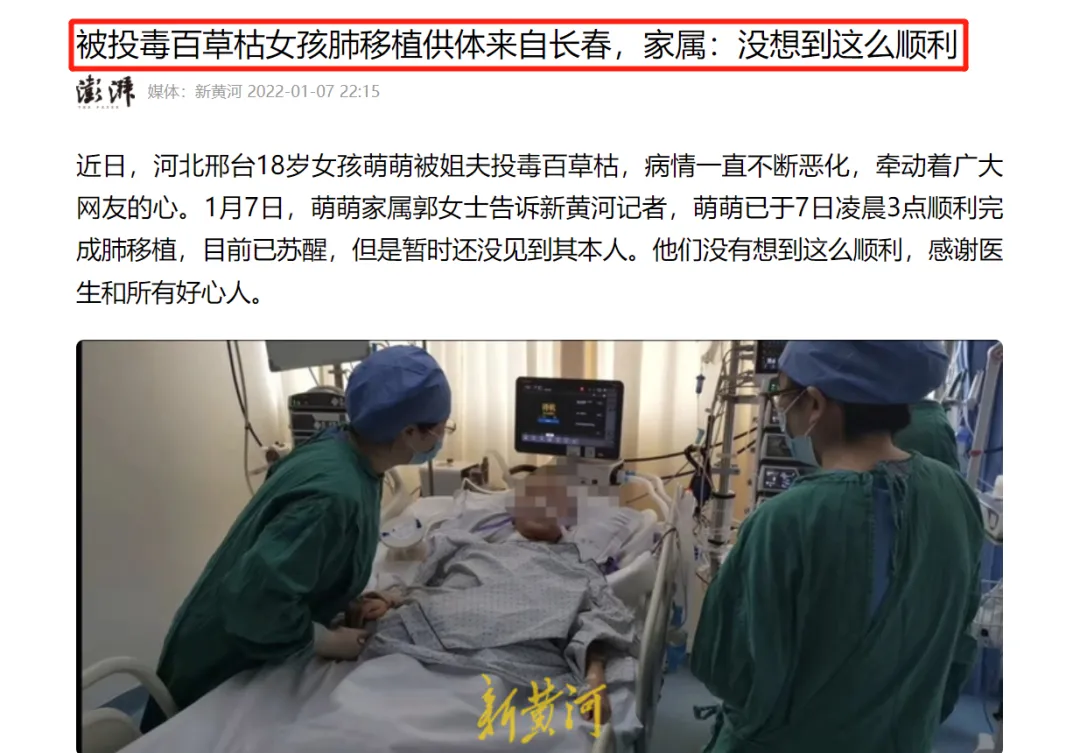 被投毒百草枯女孩肺移植供体来自长春，家属：没想到这么顺利
澎湃 媒体：新黄河 2022-01-07 22:15
近日，河北邢台18岁女孩萌萌被姐夫投毒百草枯，病情一直不断恶化，牵动着广大
网友的心。1月7日，萌萌家属郭女士告诉新黄河记者，萌萌已于7日凌晨3点顺利完
成肺移植，目前已苏醒，但是暂时还没见到其本人。他们没有想到这么顺利，感谢医
生和所有好心人。
新黄河